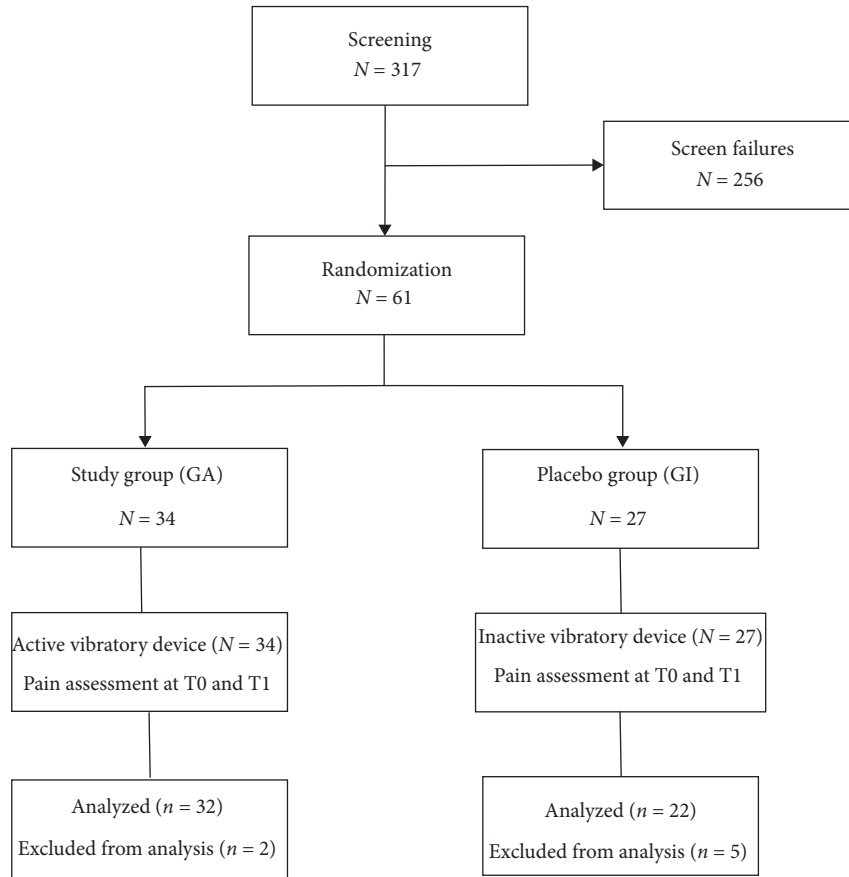 Screening
N = 317
Screen failures
N = 256
Randomization
N = 61
Study group (GA)
N = 34
Placebo group (GI)
N = 27
Active vibratory device (N = 34)
Pain assessment at T0 and T1
Inactive vibratory device (N = 27)
Pain assessment at T0 and T1
Analyzed (n = 32)
Excluded from analysis (n = 2)
Analyzed (n = 22)
Excluded from analysis (n = 5)